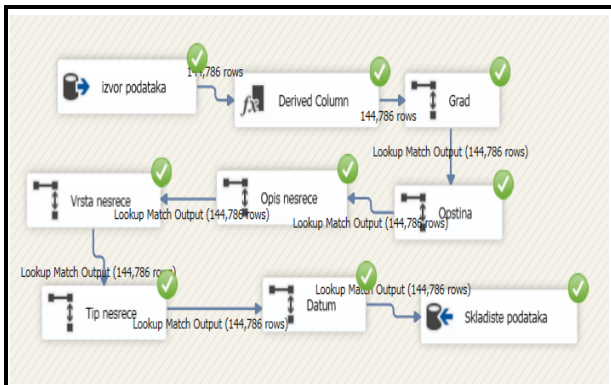 izvor podataka
144,786 rows
Derived Column
144,786 rows
Grad
Lookup Match Output (144,786 rows)
Opstina
Lookup Match Output (144,786 rows)
Opis nesrece
Lookup Match Output (144,786 rows)
Vrsta nesrece
Lookup Match Output (144,786 rows)
Tip nesrece
Lookup Match Output (144,786 rows)
Datum
Lookup Match Output (144,786 rows)
Skladiste podataka